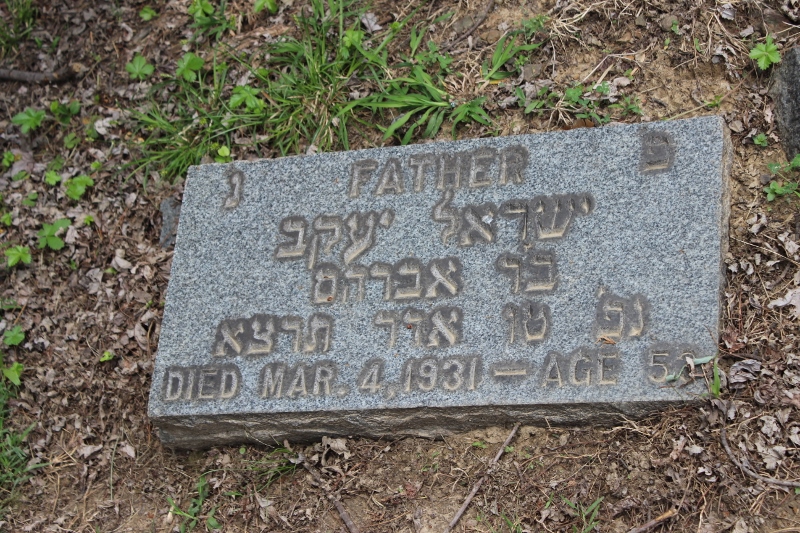 פ FATHER נ
ישראל יעקב
בר אברהם
נפ' טו אדר תרצא
DIED MAR. 4, 1931 — AGE